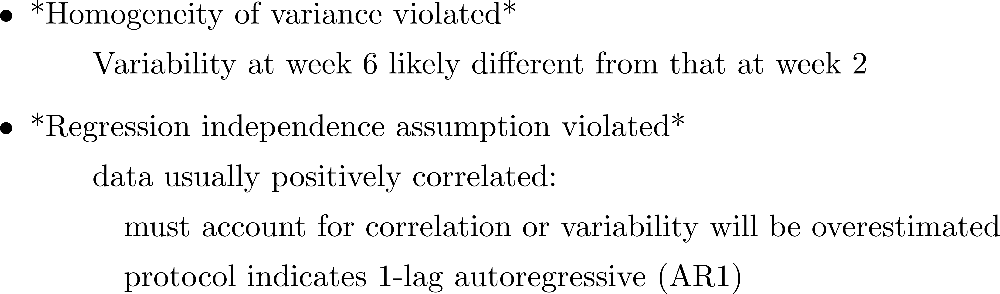 • *Homogeneity of variance violated*
Variability at week 6 likely different from that at week 2
• *Regression independence assumption violated*
data usually positively correlated:
must account for correlation or variability will be overestimated
protocol indicates 1-lag autoregressive (AR1)